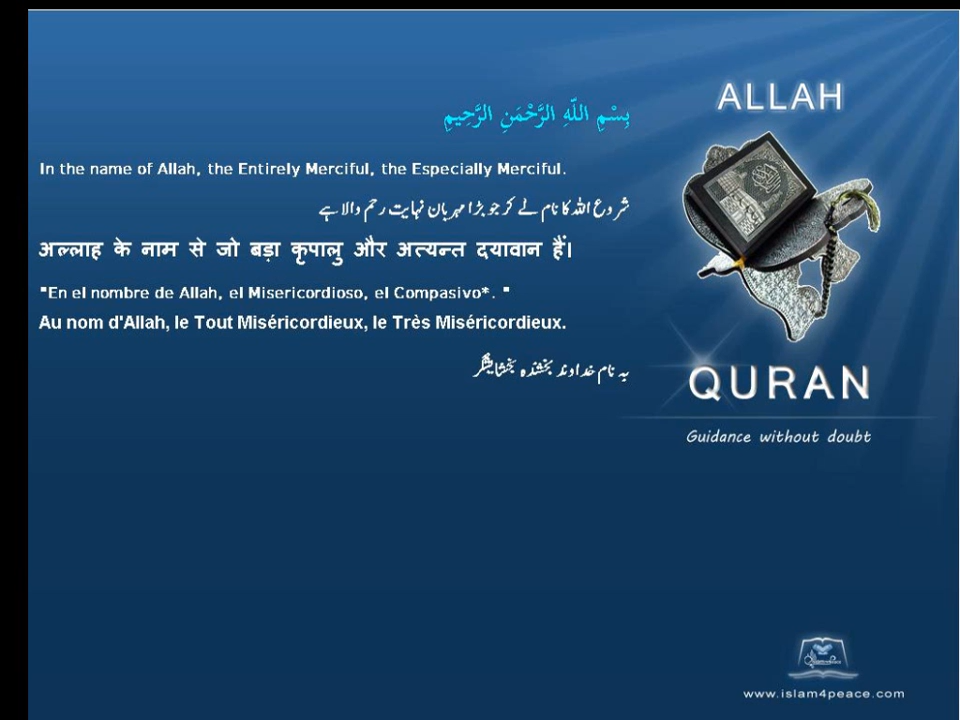 بِسْمِ اللّهِ الرَّحْمَنِ الرَّحِيمِ
In the name of Allah, the Entirely Merciful, the Especially Merciful.
شروع الله کا نام لے کر جو بڑا مہربان نہایت رحم والا ہے
अल्लाह के नाम से जो बड़ा कृपालु और अत्यन्त दयावान हैं।
"En el nombre de Allah, el Misericordioso, el Compasivo*. "
Au nom d'Allah, le Tout Miséricordieux, le Très Miséricordieux.
به نام خداوند بخشنده بخشایشگر
ALLAH
QURAN
Guidance without doubt
www.islam4peace.com